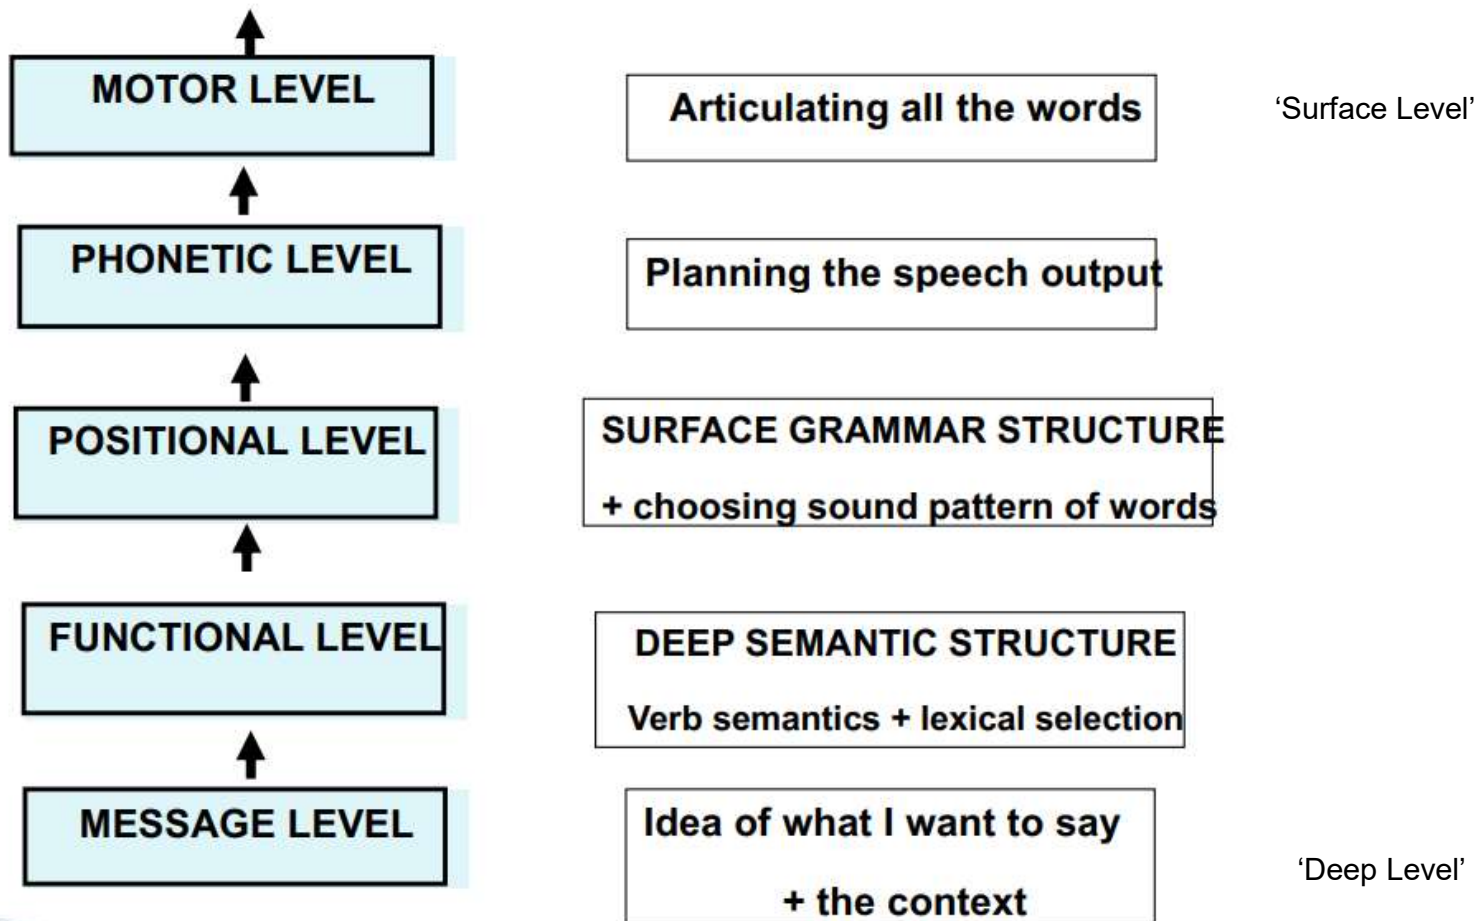 MOTOR LEVEL
Articulating all the words
‘Surface Level’
PHONETIC LEVEL
Planning the speech output
POSITIONAL LEVEL
SURFACE GRAMMAR STRUCTURE
+ choosing sound pattern of words
FUNCTIONAL LEVEL
DEEP SEMANTIC STRUCTURE
Verb semantics + lexical selection
MESSAGE LEVEL
Idea of what I want to say
+ the context
‘Deep Level’